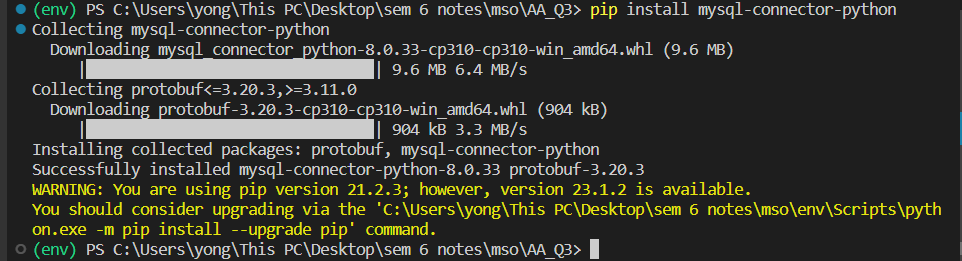 (env) PS C:\Users\yong\This PC\Desktop\sem 6 notes\mso\AA_Q3> pip install mysql-connector-python
Collecting mysql-connector-python
  Downloading mysql_connector_python-8.0.33-cp310-cp310-win_amd64.whl (9.6 MB)
     |████████████████████████████████| 9.6 MB 6.4 MB/s
Collecting protobuf<=3.20.3,>=3.11.0
  Downloading protobuf-3.20.3-cp310-cp310-win_amd64.whl (904 kB)
     |████████████████████████████████| 904 kB 3.3 MB/s
Installing collected packages: protobuf, mysql-connector-python
Successfully installed mysql-connector-python-8.0.33 protobuf-3.20.3
WARNING: You are using pip version 21.2.3; however, version 23.1.2 is available.
You should consider upgrading via the 'C:\Users\yong\This PC\Desktop\sem 6 notes\mso\env\Scripts\pyth
on.exe -m pip install --upgrade pip' command.
(env) PS C:\Users\yong\This PC\Desktop\sem 6 notes\mso\AA_Q3>